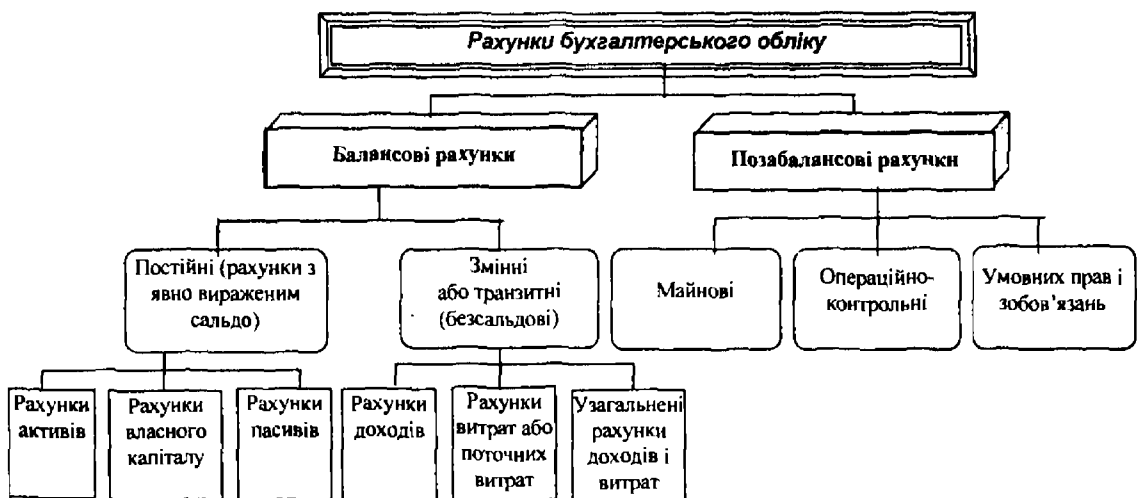 Рахунки бухгалтерського обліку
Балансові рахунки
Позабалансові рахунки
Постійні (рахунки з
явно вираженим
сальдо)
Змінні
або транзитні
(безсальдові)
Майнові
Операційно-
контрольні
Умовних прав і
зобов’язань
Рахунки
активів
Рахунки
власного
капіталу
Рахунки
пасивів
Рахунки
доходів
Рахунки
витрат або
поточних
витрат
Узагальнені
рахунки
доходів і
витрат